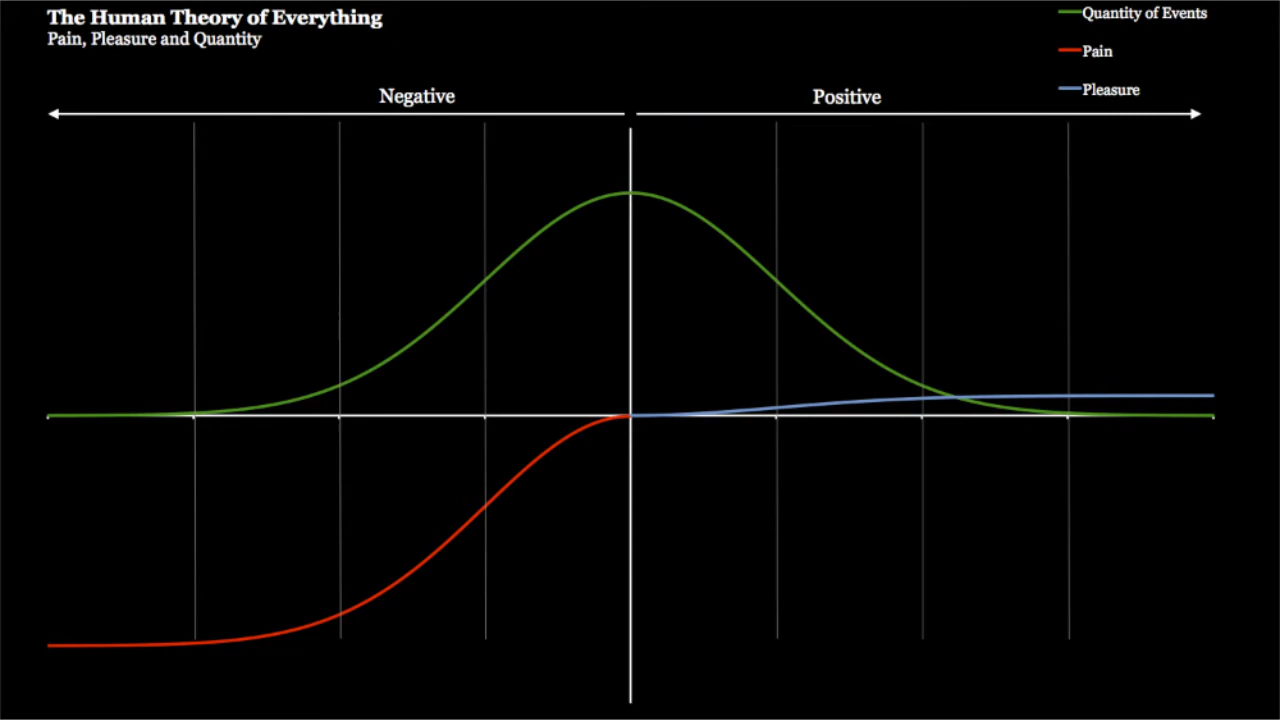 The Human Theory of Everything
Pain, Pleasure and Quantity
Quantity of Events
Pain
Pleasure
Negative
Positive